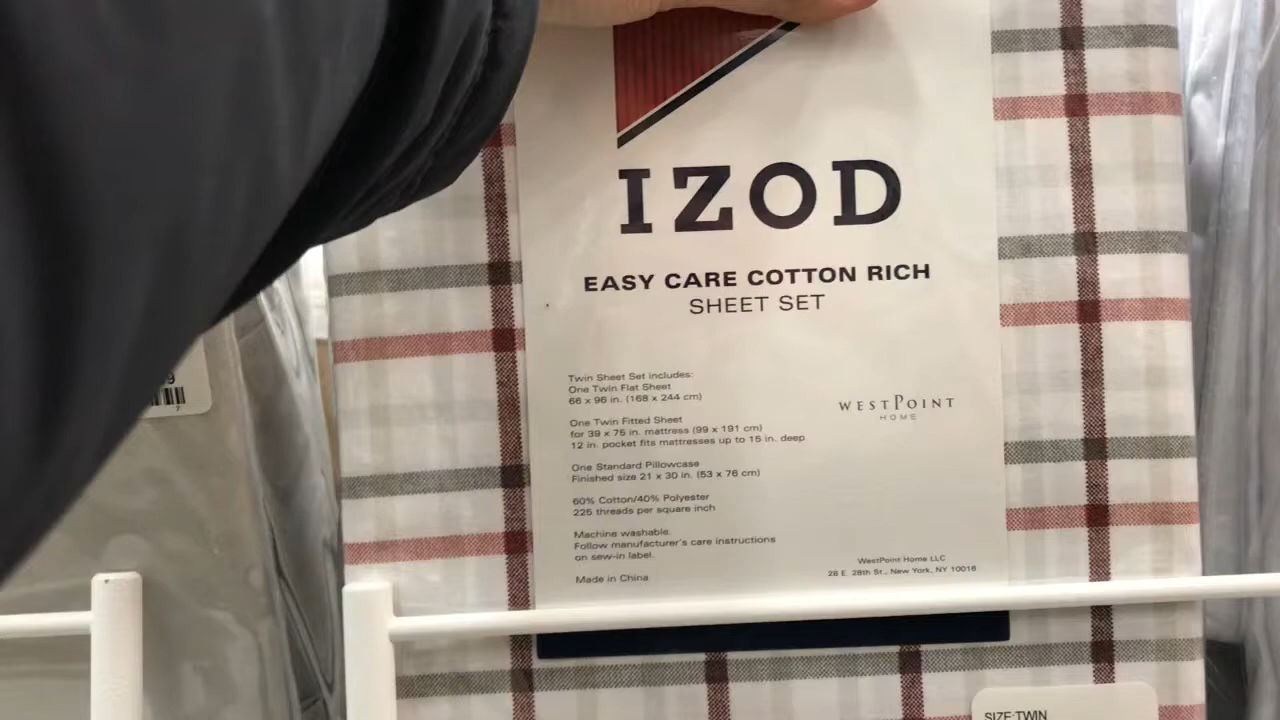 IZOD
EASY CARE COTTON RICH
SHEET SET
Twin Sheet Set includes:
One Twin Flat Sheet
66 x 96 in. (168 x 244 cm)
One Twin Fitted Sheet
for 39 x 75 in. mattress (99 x 191 cm)
12 in. pocket fits mattresses up to 15 in. deep
One Standard Pillowcase
Finished size 21 x 30 in. (53 x 76 cm)
60% Cotton/40% Polyester
225 threads per square inch
Machine washable.
Follow manufacturer's care instructions
on sew-in label.
Made in China
WESTPOINT
HOME
WestPoint Home LLC
28 E. 28th St., New York, NY 10016
SIZE:TWIN
9